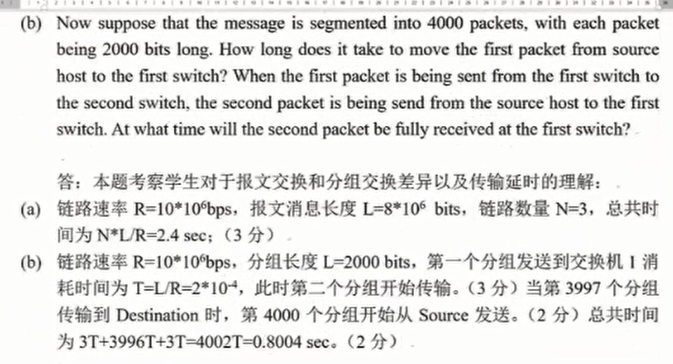 (b) Now suppose that the message is segmented into 4000 packets, with each packet
being 2000 bits long. How long does it take to move the first packet from source
host to the first switch? When the first packet is being sent from the first switch to
the second switch, the second packet is being send from the source host to the first
switch. At what time will the second packet be fully received at the first switch?
答：本题考察学生对于报文交换和分组交换差异以及传输延时的理解：
(a) 链路速率 R=10*10⁶bps，报文消息长度 L=8*10⁶ bits，链路数量 N=3，总共时
间为 N*L/R=2.4 sec；（3 分）
(b) 链路速率 R=10*10⁶bps，分组长度 L=2000 bits，第一个分组发送到交换机 1 消
耗时间为 T=L/R=2*10⁻⁴，此时第二个分组开始传输。（3 分）当第 3997 个分组
传输到 Destination 时，第 4000 个分组开始从 Source 发送。（2 分）总共时间
为 3T+3996T+3T=4002T=0.8004 sec。（2 分）